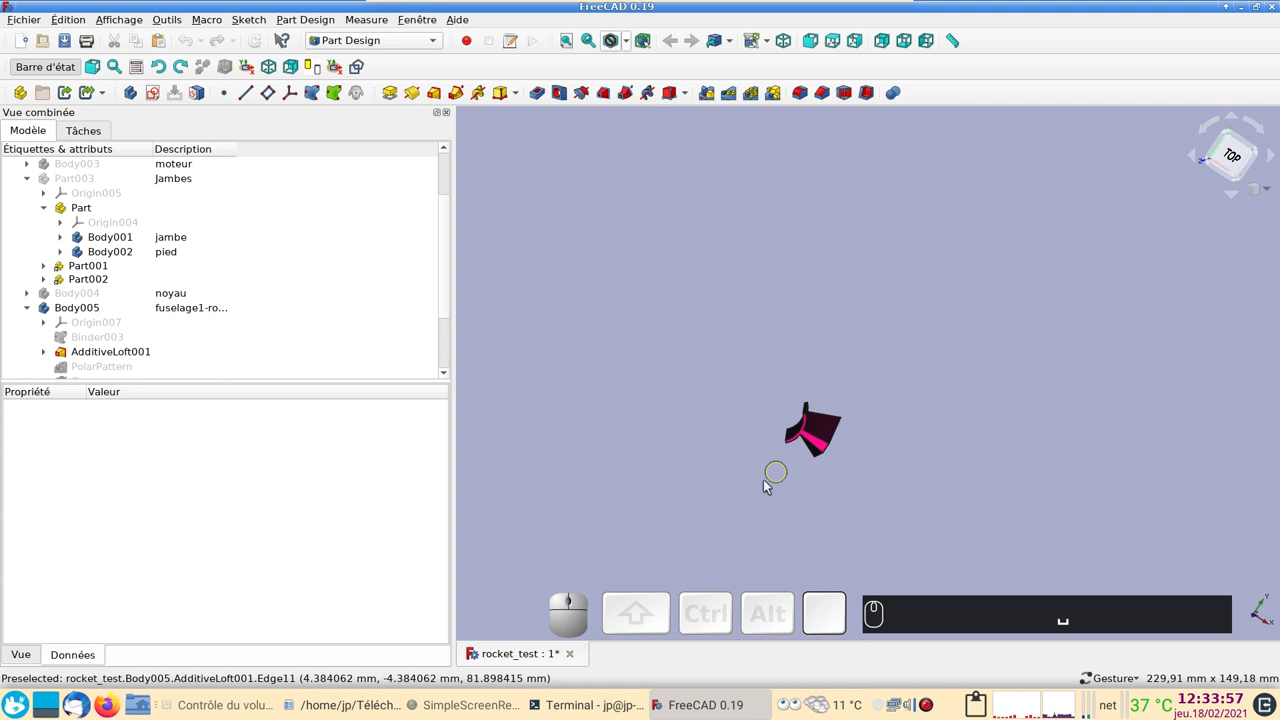 FreeCAD 0.19
Fichier Édition Affichage Outils Macro Sketch Part Design Measure Fenêtre Aide
Part Design
Barre d'état
Vue combinée
Modèle Tâches
Étiquettes & attributs Description
Body003 moteur
Part003 Jambes
Origin005
Part
Origin004
Body001 jambe
Body002 pied
Part001
Part002
Body004 noyau
Body005 fuselage1-ro...
Origin007
Binder003
AdditiveLoft001
PolarPattern
Propriété Valeur
TOP
Ctrl Alt
Y
X
Vue Données
rocket_test : 1*
Preselected: rocket_test.Body005.AdditiveLoft001.Edge11 (4.384062 mm, -4.384062 mm, 81.898415 mm)
Gesture 229,91 mm x 149,18 mm
Contrôle du volu...
/home/jp/Téléch...
SimpleScreenRe...
Terminal - jp@jp-...
FreeCAD 0.19
11 °C
net
37 °C
12:33:57
jeu.18/02/2021